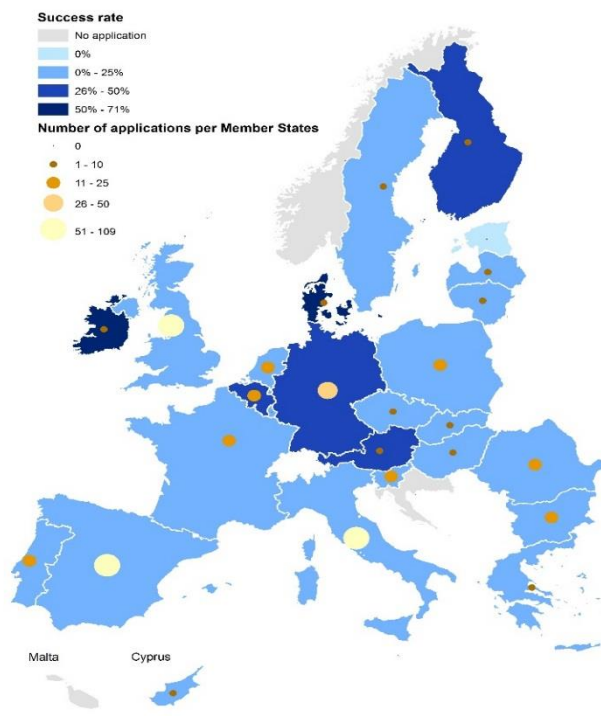 Success rate
No application
0%
0% - 25%
26% - 50%
50% - 71%
Number of applications per Member States
0
1 - 10
11 - 25
26 - 50
51 - 109
Malta
Cyprus